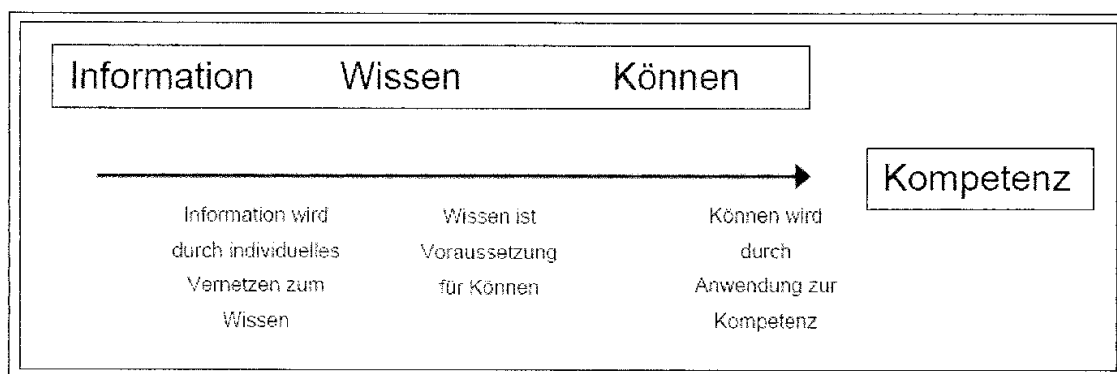 Information Wissen Können
Kompetenz
Information wird
durch individuelles
Vernetzen zum
Wissen
Wissen ist
Voraussetzung
für Können
Können wird
durch
Anwendung zur
Kompetenz